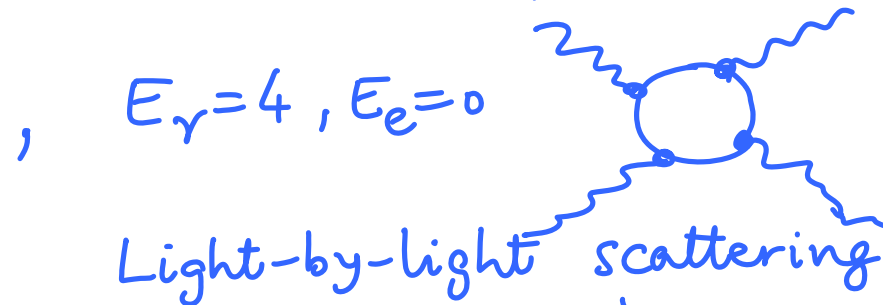 , E_γ=4, E_e=0
Light-by-light scattering